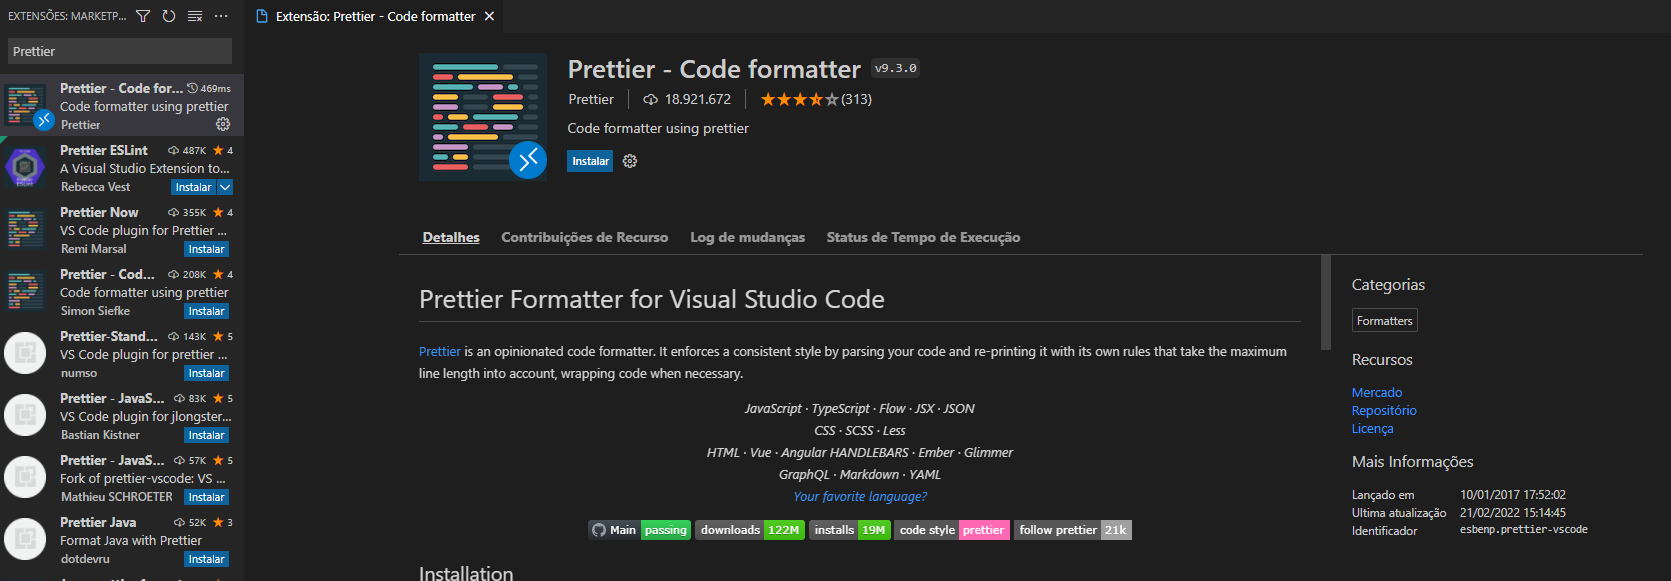 EXTENSÕES: MARKETP...
Prettier
Prettier - Code for... 469ms
Code formatter using prettier
Prettier
Prettier ESLint 487K ★ 4
A Visual Studio Extension to...
Rebecca Vest Instalar
Prettier Now 355K ★ 4
VS Code plugin for Prettier ...
Remi Marsal Instalar
Prettier - Cod... 208K ★ 4
Code formatter using prettier
Simon Siefke Instalar
Prettier-Stand... 143K ★ 5
VS Code plugin for prettier ...
numso Instalar
Prettier - JavaS... 83K ★ 5
VS Code plugin for jlongster...
Bastian Kistner Instalar
Prettier - JavaS... 57K ★ 5
Fork of prettier-vscode: VS ...
Mathieu SCHROETER Instalar
Prettier Java 52K ★ 3
Format Java with Prettier
dotdevru Instalar
Extensão: Prettier - Code formatter
Prettier - Code formatter v9.3.0
Prettier 18.921.672 (313)
Code formatter using prettier
Instalar
Detalhes Contribuições de Recurso Log de mudanças Status de Tempo de Execução
Prettier Formatter for Visual Studio Code
Prettier is an opinionated code formatter. It enforces a consistent style by parsing your code and re-printing it with its own rules that take the maximum
line length into account, wrapping code when necessary.
JavaScript · TypeScript · Flow · JSX · JSON
CSS · SCSS · Less
HTML · Vue · Angular HANDLEBARS · Ember · Glimmer
GraphQL · Markdown · YAML
Your favorite language?
Main passing downloads 122M installs 19M code style prettier follow prettier 21k
Installation
Categorias
Formatters
Recursos
Mercado
Repositório
Licença
Mais Informações
Lançado em 10/01/2017 17:52:02
Ultima atualização 21/02/2022 15:14:45
Identificador esbenp.prettier-vscode